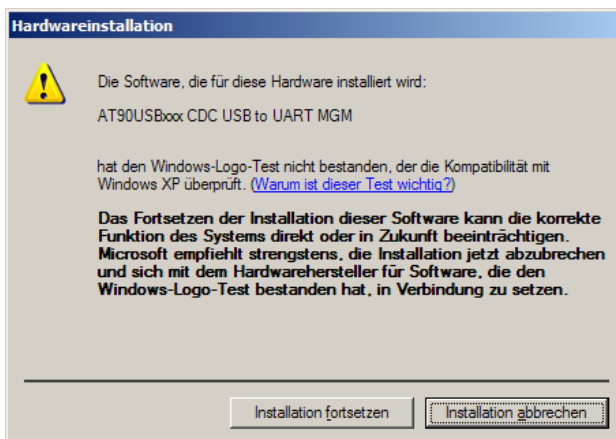 Hardwareinstallation
Die Software, die für diese Hardware installiert wird:
AT90USBxxx CDC USB to UART MGM
hat den Windows-Logo-Test nicht bestanden, der die Kompatibilität mit
Windows XP überprüft. (Warum ist dieser Test wichtig?)
Das Fortsetzen der Installation dieser Software kann die korrekte
Funktion des Systems direkt oder in Zukunft beeinträchtigen.
Microsoft empfiehlt strengstens, die Installation jetzt abzubrechen
und sich mit dem Hardwarehersteller für Software, die den
Windows-Logo-Test bestanden hat, in Verbindung zu setzen.
Installation fortsetzen
Installation abbrechen